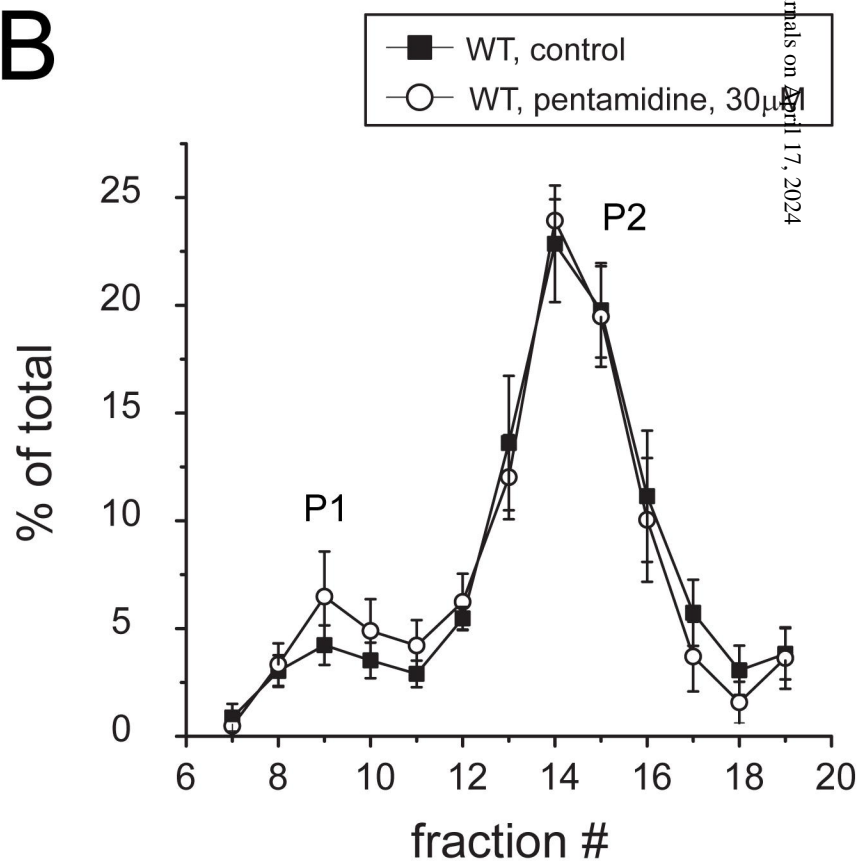 B
WT, control
WT, pentamidine, 30μM
rnals on April 17, 2024
25
20
15
10
5
0
% of total
P1
P2
6 8 10 12 14 16 18 20
fraction #